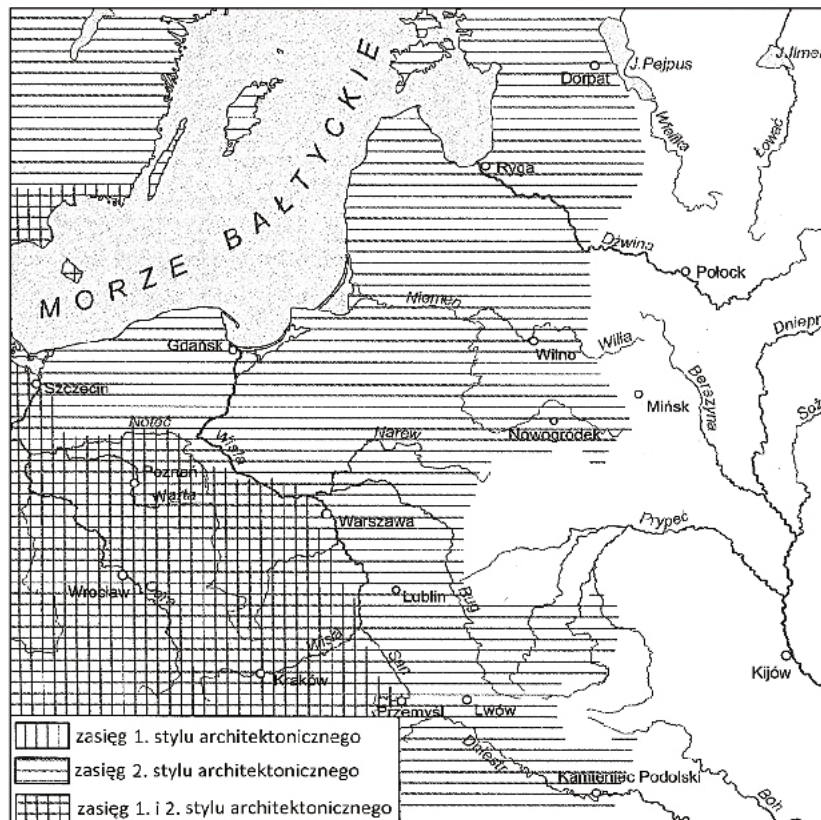 J. Pejpus
J. Ilmen
Dorpat
Wielika
Łować
MORZE BAŁTYCKIE
Ryga
Dźwina
Połock
Niemen
Dniepr
Gdańsk
Wilno
Wilia
Szczecin
Berezyna
Mińsk
Soż
Noteć
Nowogródek
Wisła
Narew
Poznań
Warta
Prypeć
Warszawa
Wrocław
Odra
Lublin
Bug
Wisła
San
Kijów
Kraków
Przemyśl
Lwów
zasięg 1. stylu architektonicznego
Dniestr
zasięg 2. stylu architektonicznego
Kamieniec Podolski
zasięg 1. i 2. stylu architektonicznego
Boh